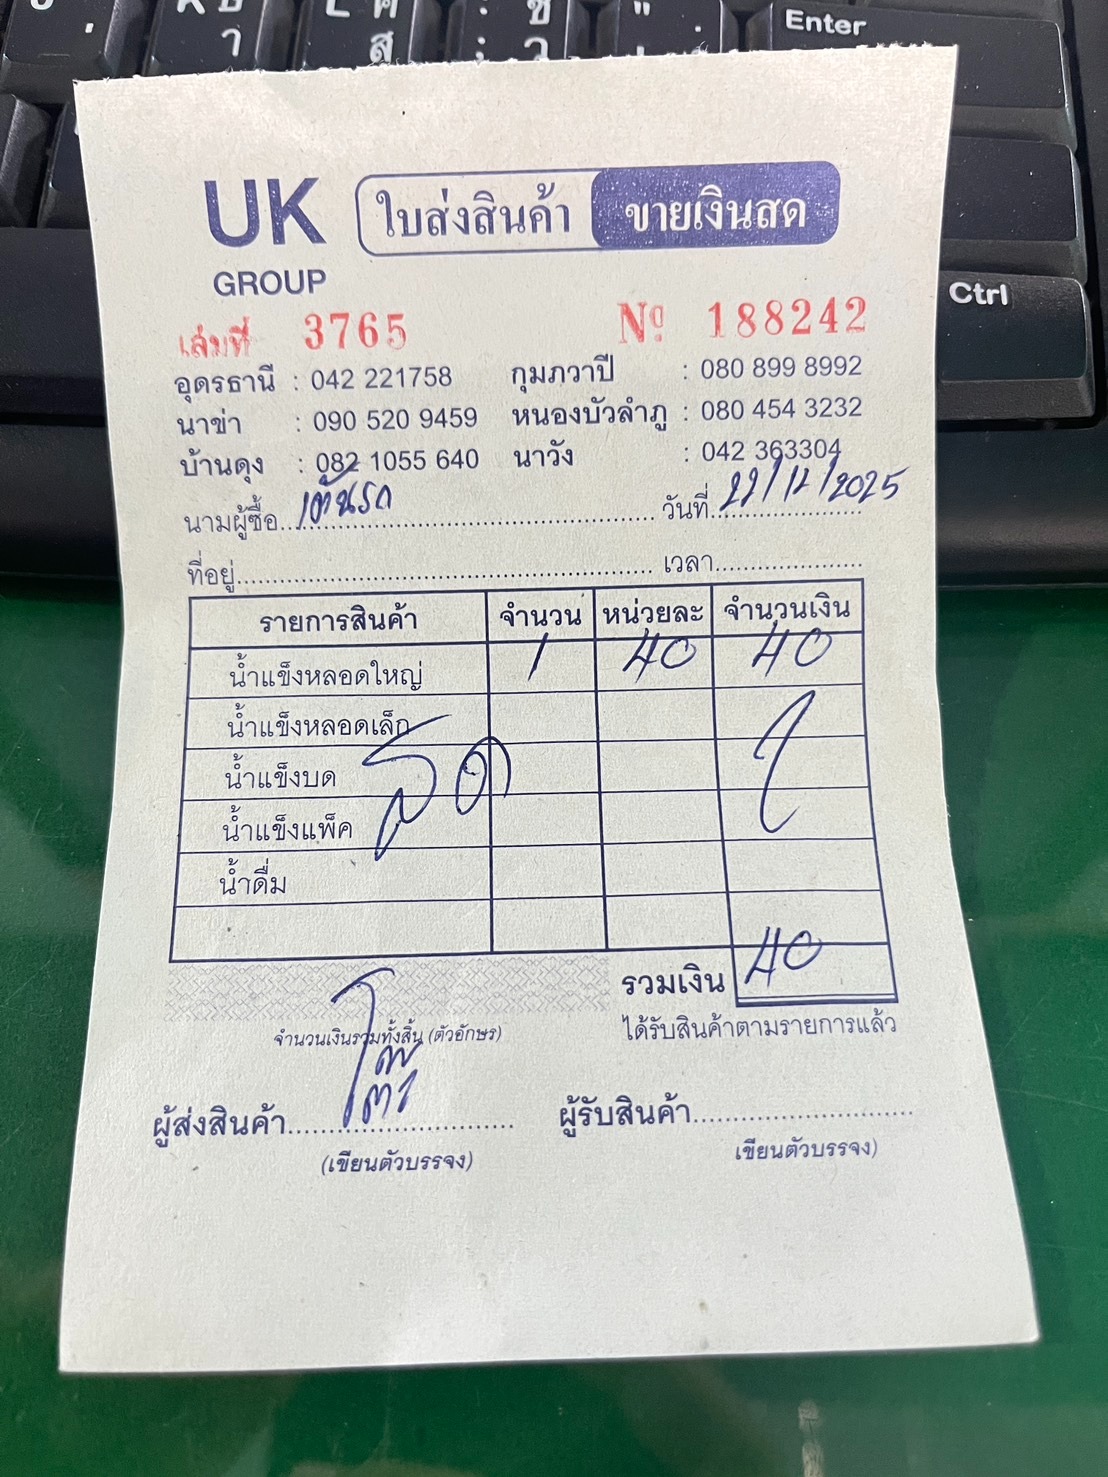 Enter
Ctrl
UK
GROUP
ใบส่งสินค้า ขายเงินสด
เล่มที่ 3765 № 188242
อุดรธานี : 042 221758 กุมภวาปี : 080 899 8992
นาข่า : 090 520 9459 หนองบัวลำภู : 080 454 3232
บ้านดุง : 082 1055 640 นาวัง : 042 363304
นามผู้ซื้อ เต้นรถ วันที่ 22/12/2025
ที่อยู่ เวลา
รายการสินค้า จำนวน หน่วยละ จำนวนเงิน
น้ำแข็งหลอดใหญ่ 1 40 40
น้ำแข็งหลอดเล็ก
น้ำแข็งบด
สด
น้ำแข็งแพ็ค
น้ำดื่ม
รวมเงิน 40
จำนวนเงินรวมทั้งสิ้น (ตัวอักษร) ได้รับสินค้าตามรายการแล้ว
ผู้ส่งสินค้า ผู้รับสินค้า
(เขียนตัวบรรจง) เขียนตัวบรรจง)